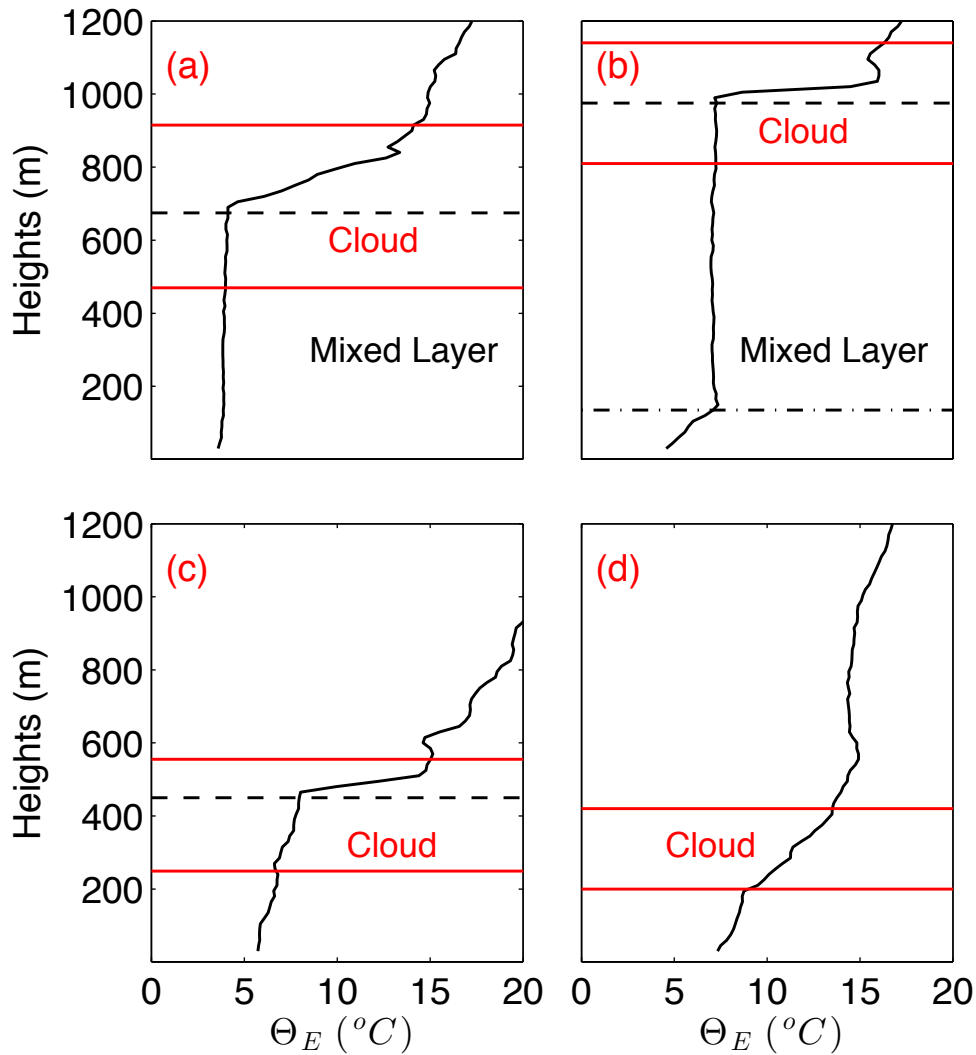 1200
(a)
(b)
1000
Cloud
800
Heights (m)
600
Cloud
400
Mixed Layer
Mixed Layer
200
1200
(c)
(d)
1000
800
Heights (m)
600
400
Cloud
Cloud
200
0 5 10 15 20 0 5 10 15 20
Θ_E (°C) Θ_E (°C)